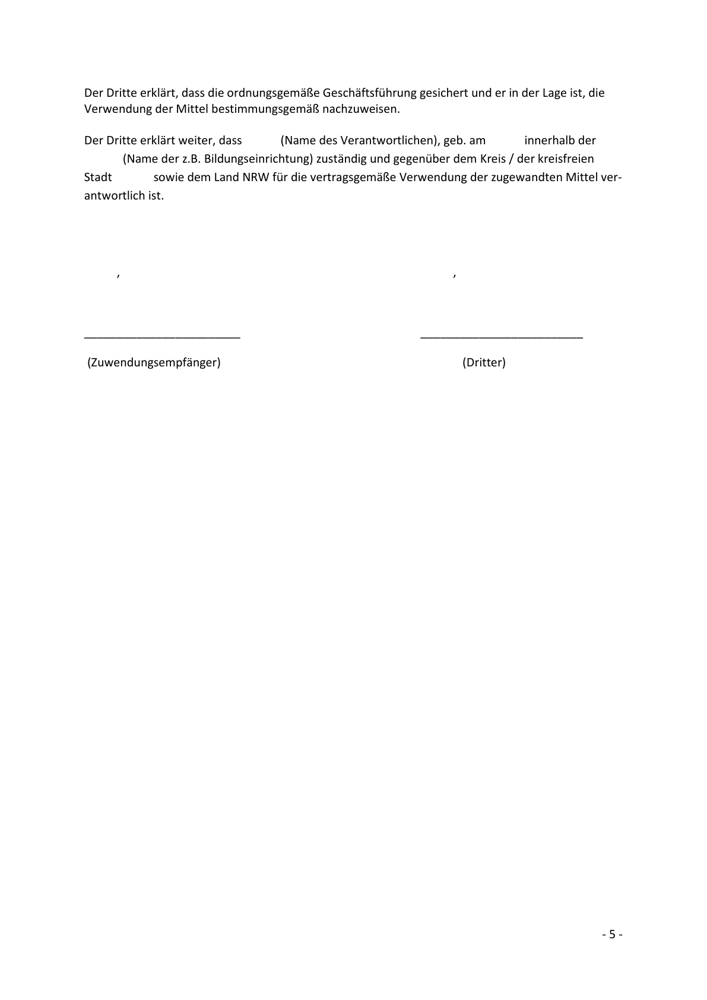 Der Dritte erklärt, dass die ordnungsgemäße Geschäftsführung gesichert und er in der Lage ist, die
Verwendung der Mittel bestimmungsgemäß nachzuweisen.
Der Dritte erklärt weiter, dass (Name des Verantwortlichen), geb. am innerhalb der
(Name der z.B. Bildungseinrichtung) zuständig und gegenüber dem Kreis / der kreisfreien
Stadt sowie dem Land NRW für die vertragsgemäße Verwendung der zugewandten Mittel ver-
antwortlich ist.
, ,
________________________ _________________________
(Zuwendungsempfänger) (Dritter)
- 5 -